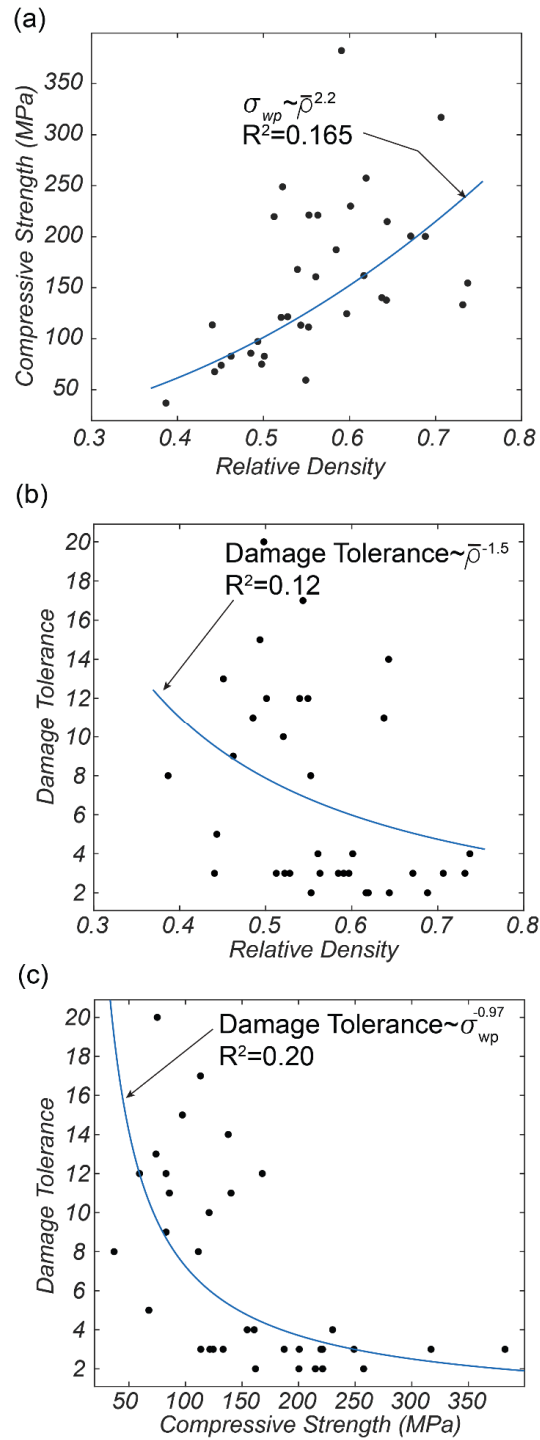 (a)
350
300
250
200
150
100
50
Compressive Strength (MPa)
σwp~ρ̄2.2
R2=0.165
0.3 0.4 0.5 0.6 0.7 0.8
Relative Density
(b)
20
18
16
14
12
10
8
6
4
2
Damage Tolerance
Damage Tolerance~ρ̄-1.5
R2=0.12
0.3 0.4 0.5 0.6 0.7 0.8
Relative Density
(c)
20
18
16
14
12
10
8
6
4
2
Damage Tolerance
Damage Tolerance~σwp-0.97
R2=0.20
50 100 150 200 250 300 350
Compressive Strength (MPa)